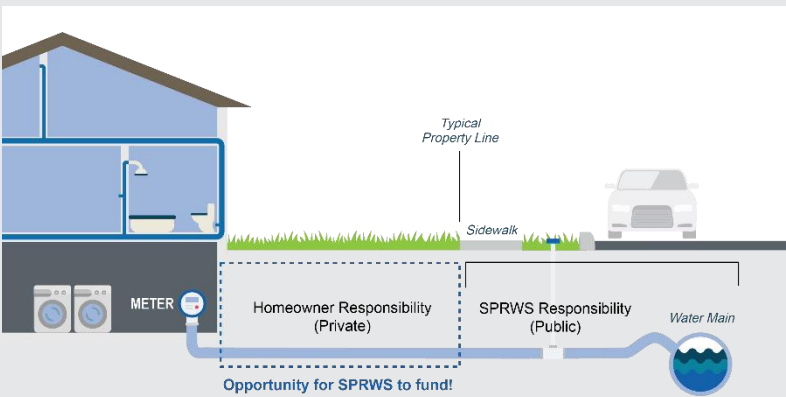 Typical
Property Line
Sidewalk
METER
Homeowner Responsibility
(Private)
SPRWS Responsibility
(Public)
Water Main
Opportunity for SPRWS to fund!